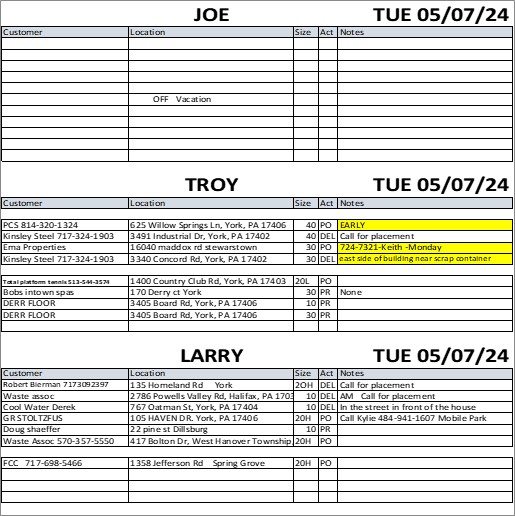 JOE TUE 05/07/24
Customer Location Size Act Notes
OFF Vacation
TROY TUE 05/07/24
Customer Location Size Act Notes
PCS 814-320-1324 625 Willow Springs Ln, York, PA 17406 40 PO EARLY
Kinsley Steel 717-324-1903 3491 Industrial Dr, York, PA 17402 40 DEL Call for placement
Ema Properties 16040 maddox rd stewarstown 30 PO 724-7321-Keith -Monday
Kinsley Steel 717-324-1903 3340 Concord Rd, York, PA 17402 30 DEL east side of building near scrap container
Total platform tennis 513-544-3574 1400 Country Club Rd, York, PA 17403 20L PO
Bobs intown spas 170 Derry ct York 30 PR None
DERR FLOOR 3405 Board Rd, York, PA 17406 10 PR
DERR FLOOR 3405 Board Rd, York, PA 17406 30 PR
LARRY TUE 05/07/24
Customer Location Size Act Notes
Robert Bierman 7173092397 135 Homeland Rd York 2OH DEL Call for placement
Waste assoc 2786 Powells Valley Rd, Halifax, PA 1703 10 DEL AM Call for placement
Cool Water Derek 767 Oatman St, York, PA 17404 10 DEL In the street in front of the house
GR STOLTZFUS 105 HAVEN DR. York, PA 17406 20H PO Call Kylie 484-941-1607 Mobile Park
Doug shaeffer 22 pine st Dillsburg 10 PR
Waste Assoc 570-357-5550 417 Bolton Dr, West Hanover Township, 20H PO
FCC 717-698-5466 1358 Jefferson Rd Spring Grove 20H PO